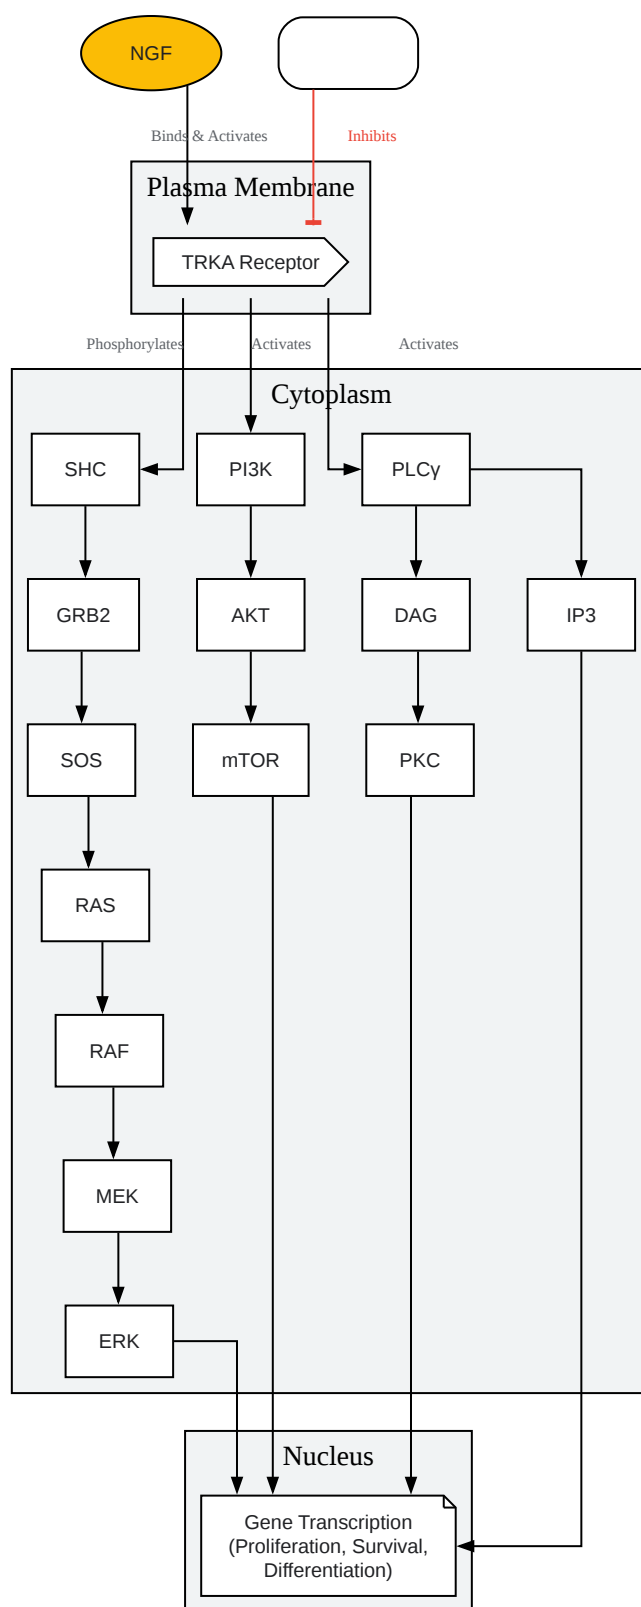 NGF
Binds & Activates
Inhibits
Plasma Membrane
TRKA Receptor
Phosphorylates
Activates
Activates
Cytoplasm
SHC
PI3K
PLCγ
GRB2
AKT
DAG
IP3
SOS
mTOR
PKC
RAS
RAF
MEK
ERK
Nucleus
Gene Transcription
(Proliferation, Survival,
Differentiation)